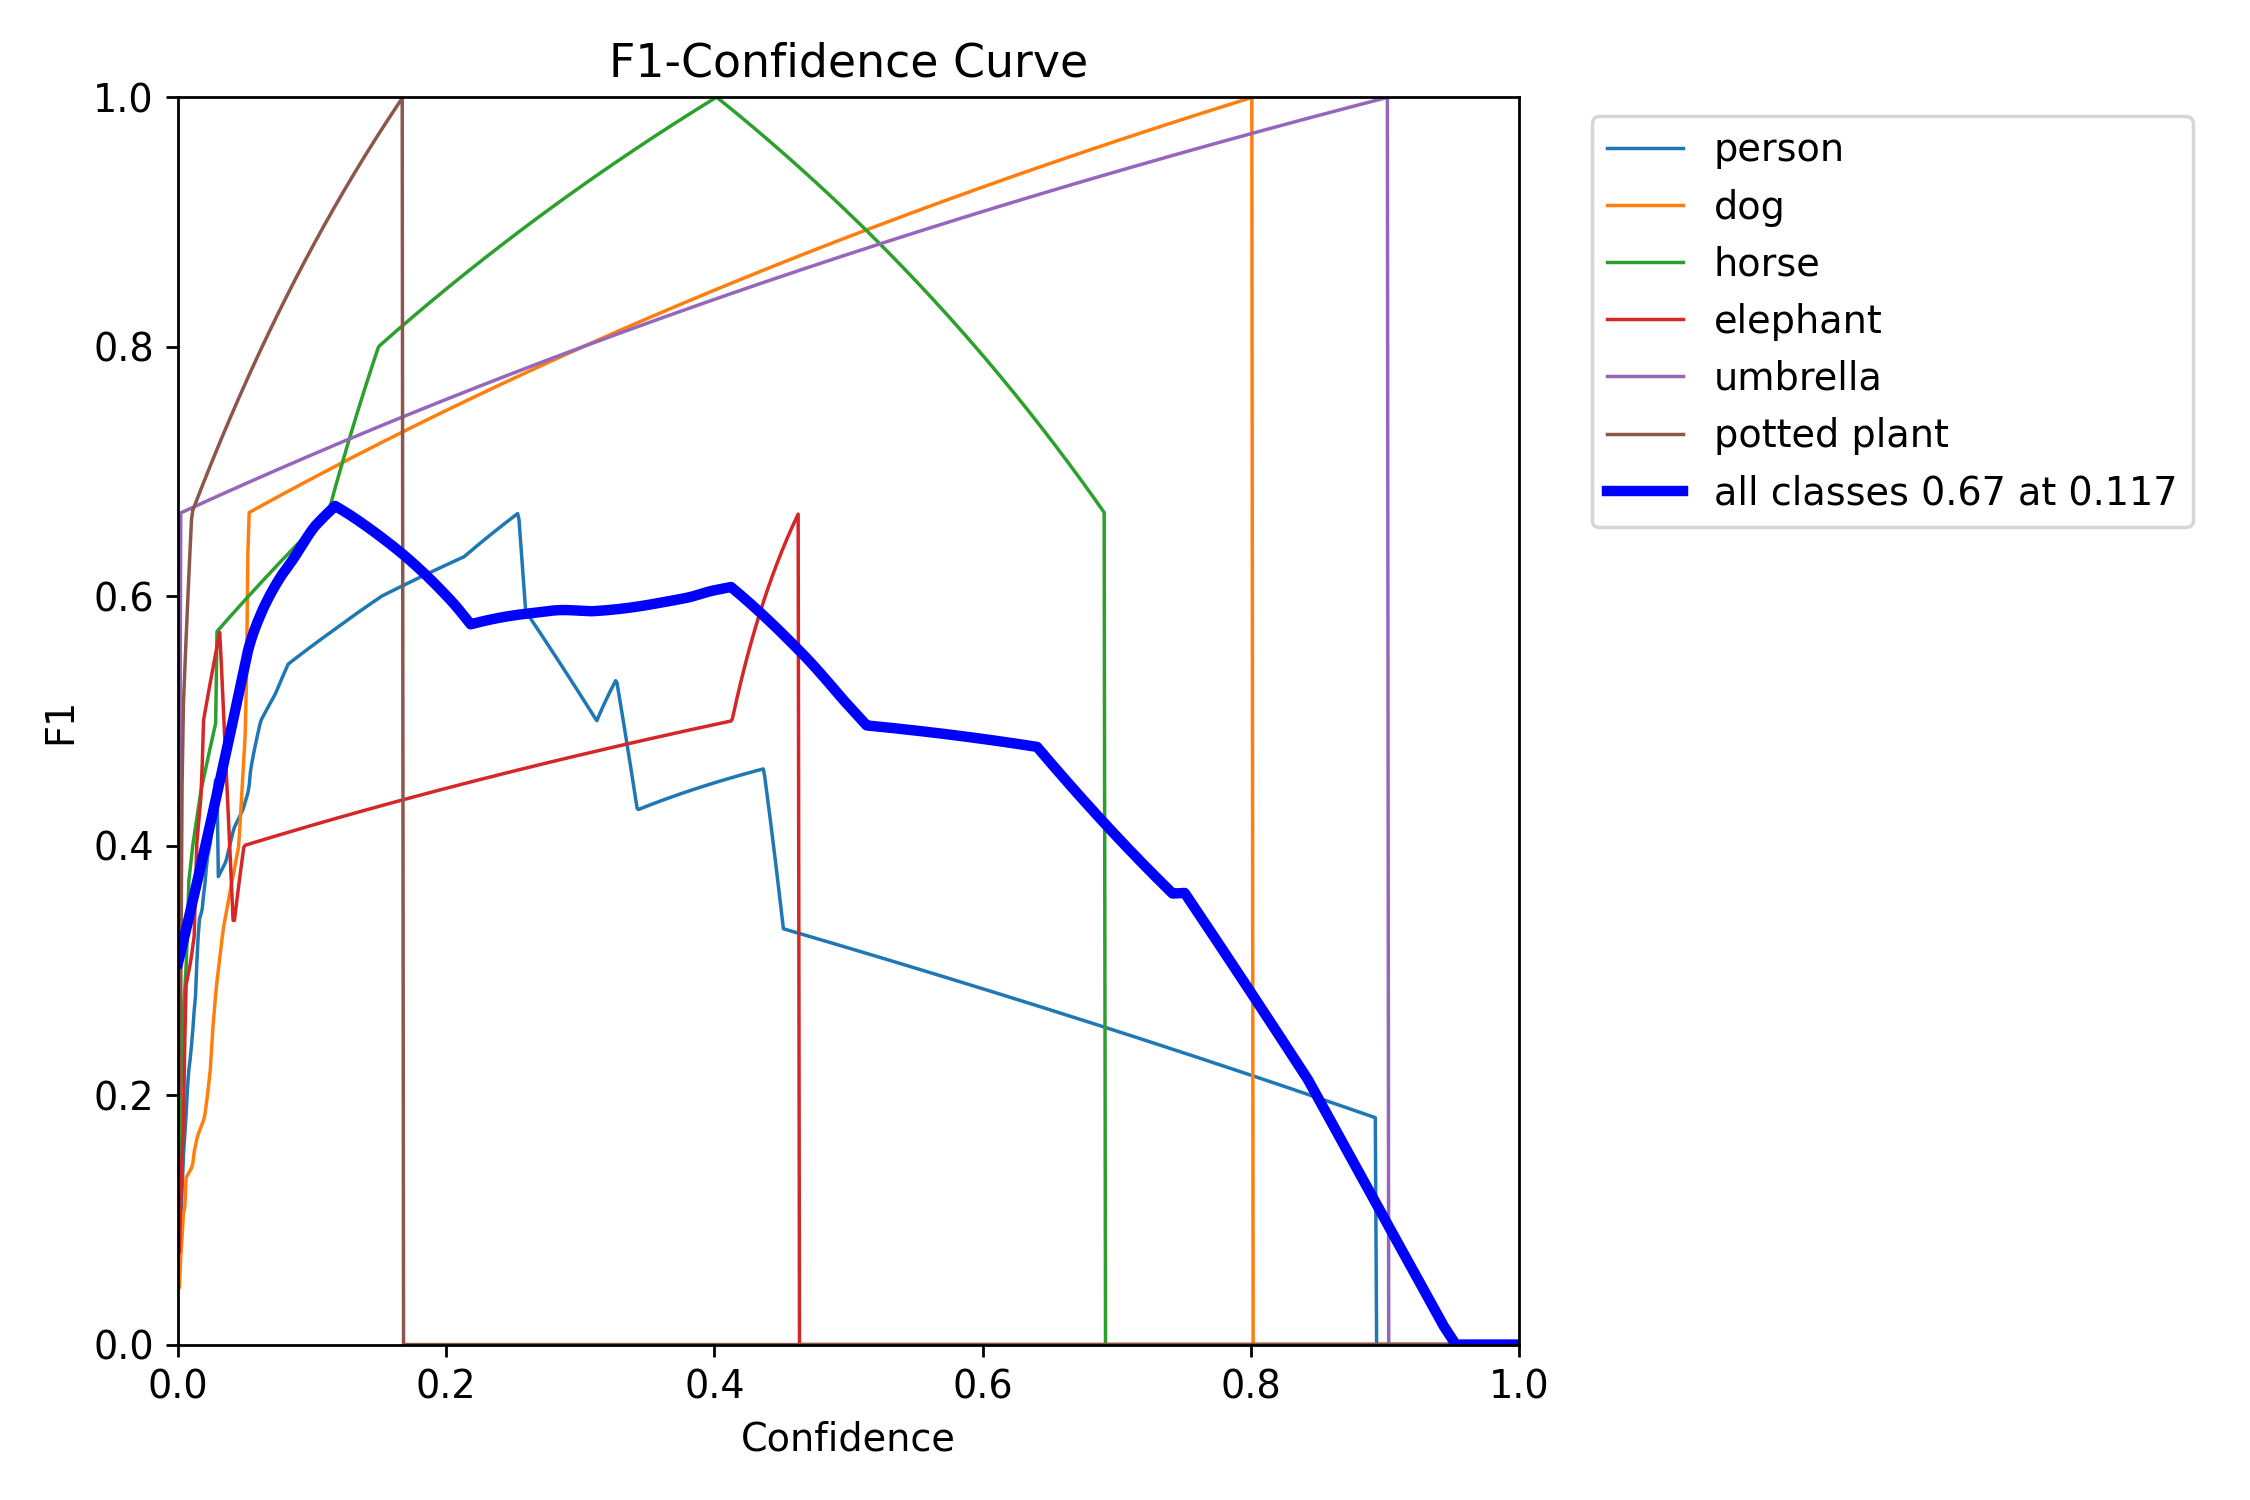 F1-Confidence Curve
1.0
0.8
0.6
0.4
0.2
0.0
F1
0.0 0.2 0.4 0.6 0.8 1.0
Confidence
person
dog
horse
elephant
umbrella
potted plant
all classes 0.67 at 0.117